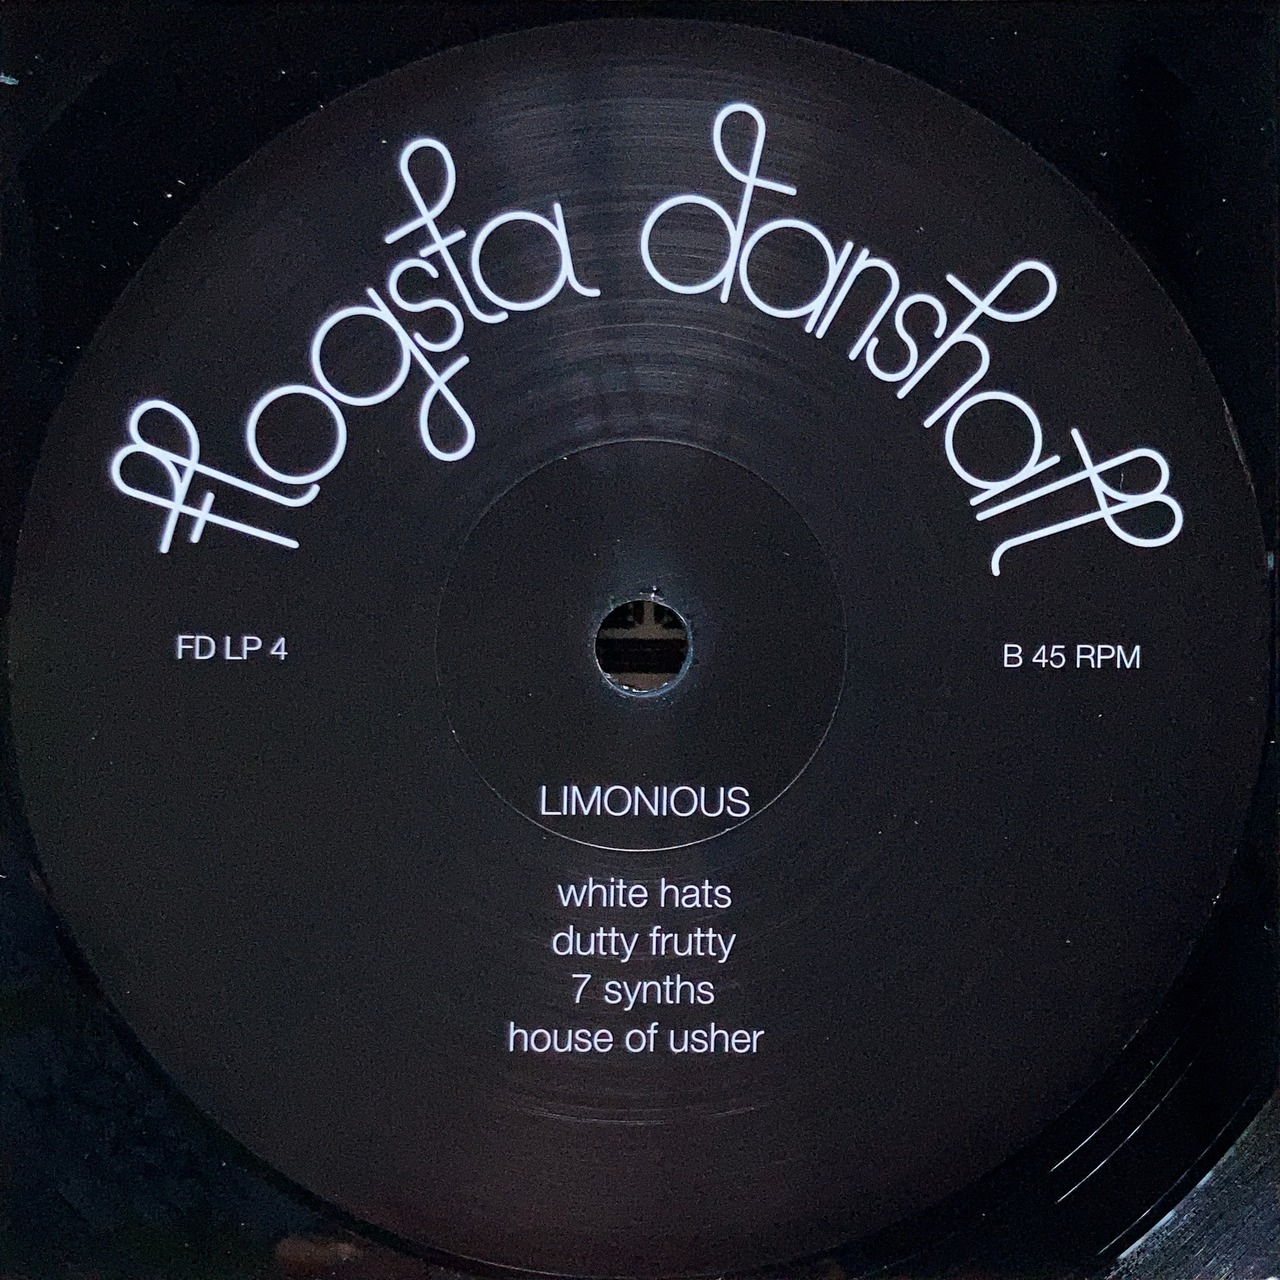 flogsta danshall
FD LP 4
B 45 RPM
LIMONIOUS
white hats
dutty frutty
7 synths
house of usher